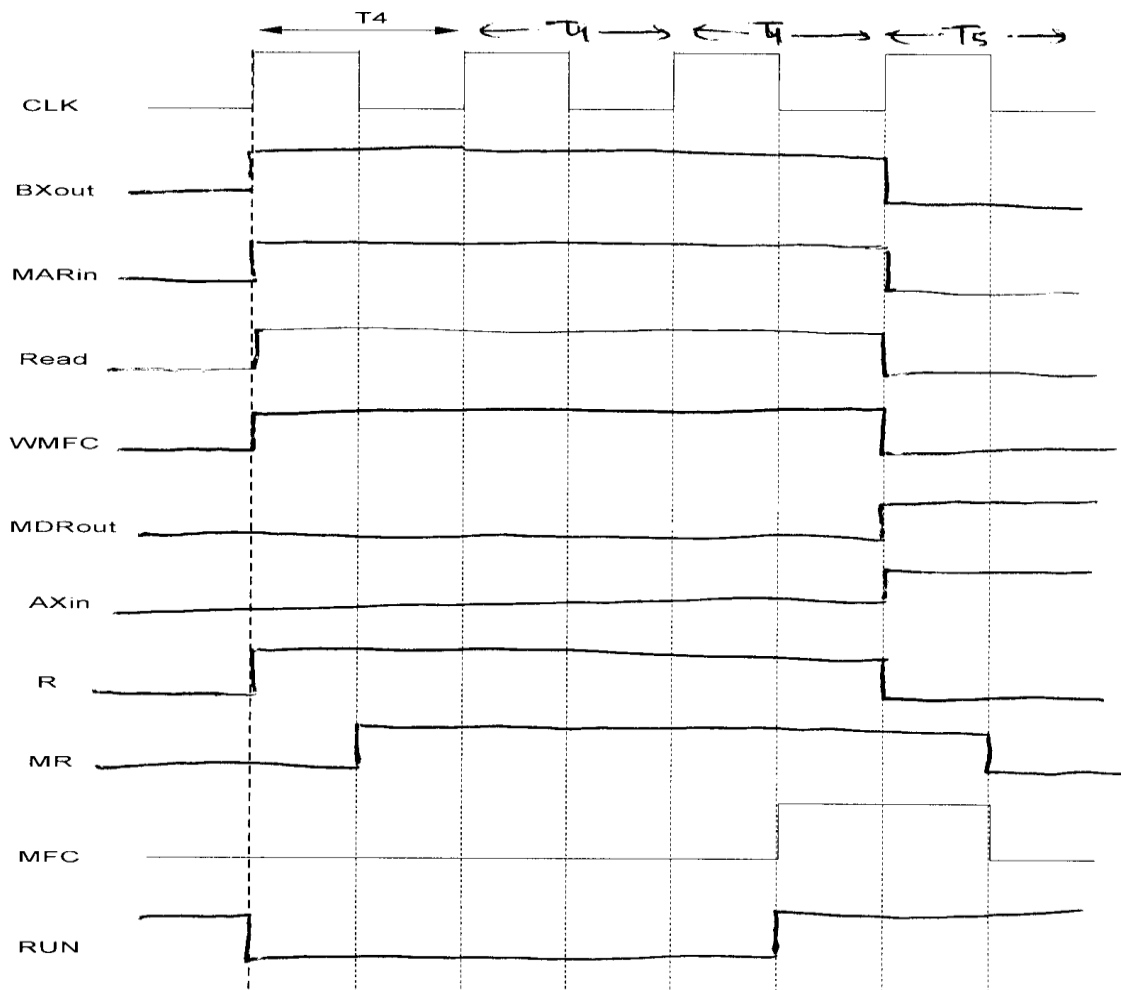 T4 T4 T4 T5
CLK
BXout
MARin
Read
WMFC
MDRout
AXin
R
MR
MFC
RUN